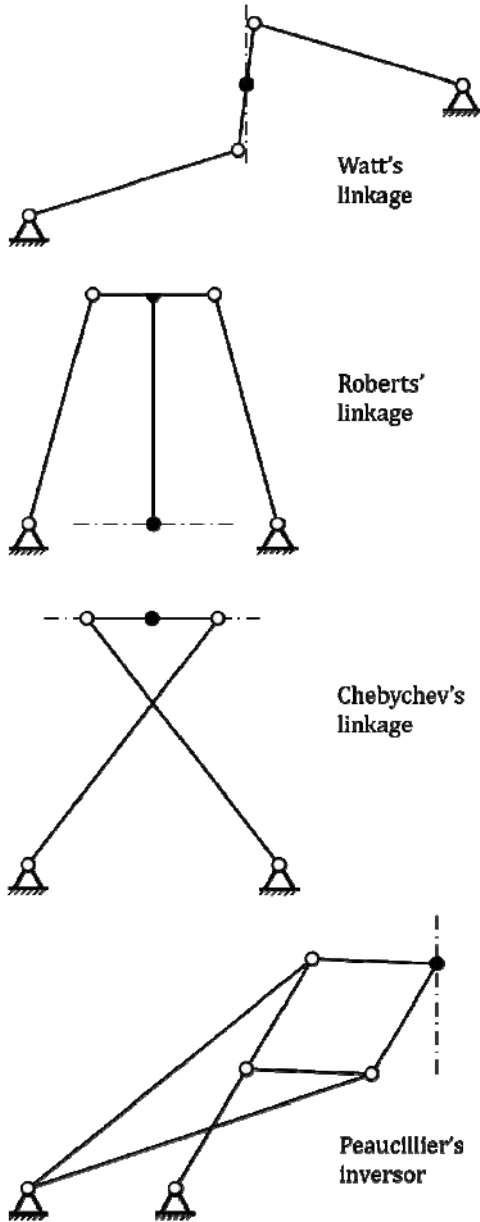 Watt's
linkage
Roberts'
linkage
Chebychev's
linkage
Peaucillier's
inversor